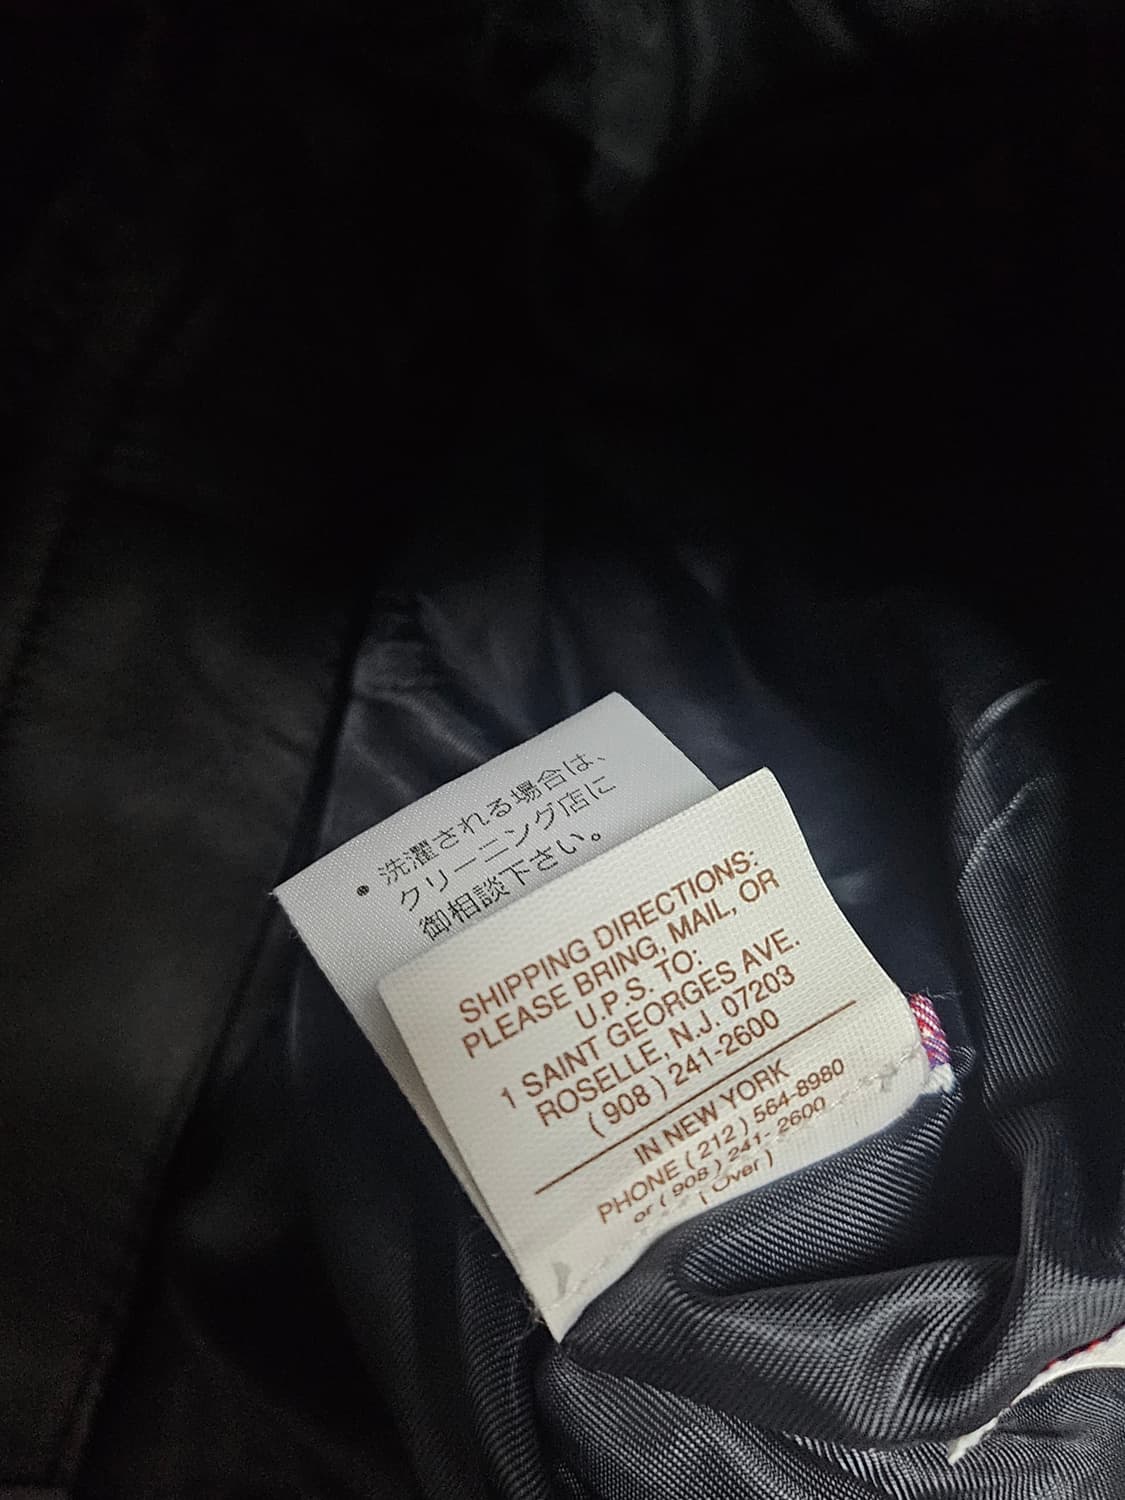 • 洗濯される場合は、
クリーニング店に
御相談下さい。
SHIPPING DIRECTIONS:
PLEASE BRING, MAIL, OR
U.P.S. TO:
1 SAINT GEORGES AVE.
ROSELLE, N.J. 07203
( 908 ) 241-2600
IN NEW YORK
PHONE ( 212 ) 564-8980
or ( 908 ) 241- 2600
( Over )